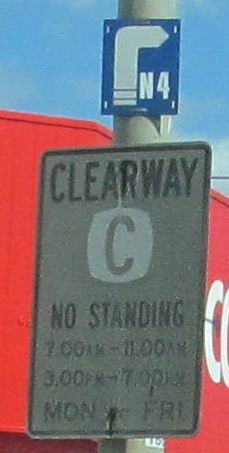 N4
CLEARWAY
C
NO STANDING
7.00AM - 11.00AM
3.00PM - 7.00PM
MON - FRI